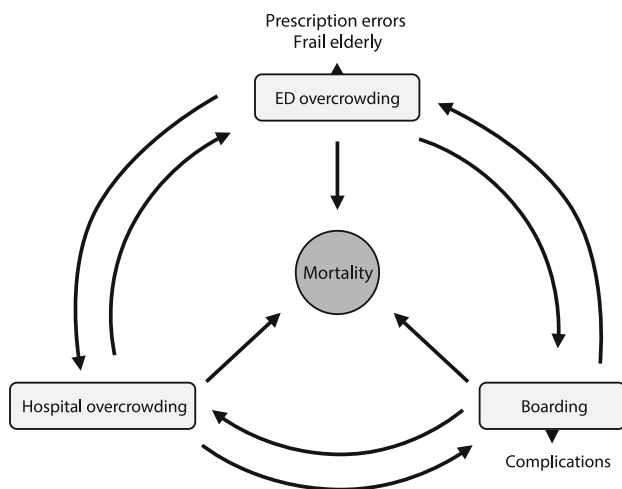 Prescription errors
Frail elderly
ED overcrowding
Mortality
Hospital overcrowding
Boarding
Complications